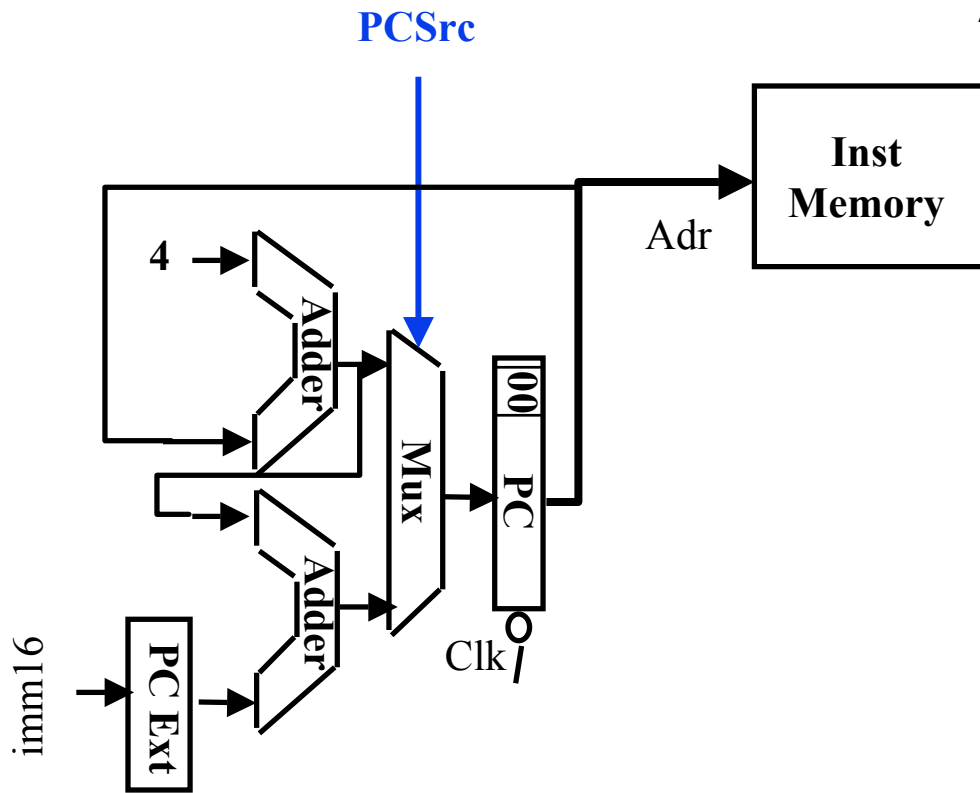 PCSrc
Inst
Memory
Adr
4
Adder
00
Mux
PC
Adder
Clk
imm16
PC Ext